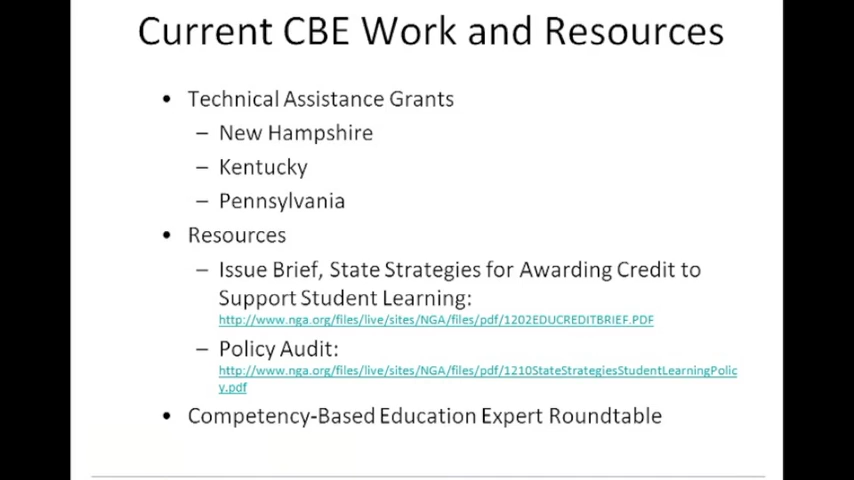 Current CBE Work and Resources
• Technical Assistance Grants
– New Hampshire
– Kentucky
– Pennsylvania
• Resources
– Issue Brief, State Strategies for Awarding Credit to
Support Student Learning:
http://www.nga.org/files/live/sites/NGA/files/pdf/1202EDUCREDITBRIEF.PDF
– Policy Audit:
http://www.nga.org/files/live/sites/NGA/files/pdf/1210StateStrategiesStudentLearningPolic
y.pdf
• Competency-Based Education Expert Roundtable